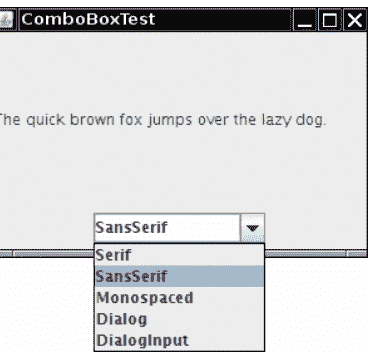 ComboBoxTest
The quick brown fox jumps over the lazy dog.
SansSerif
Serif
SansSerif
Monospaced
Dialog
DialogInput